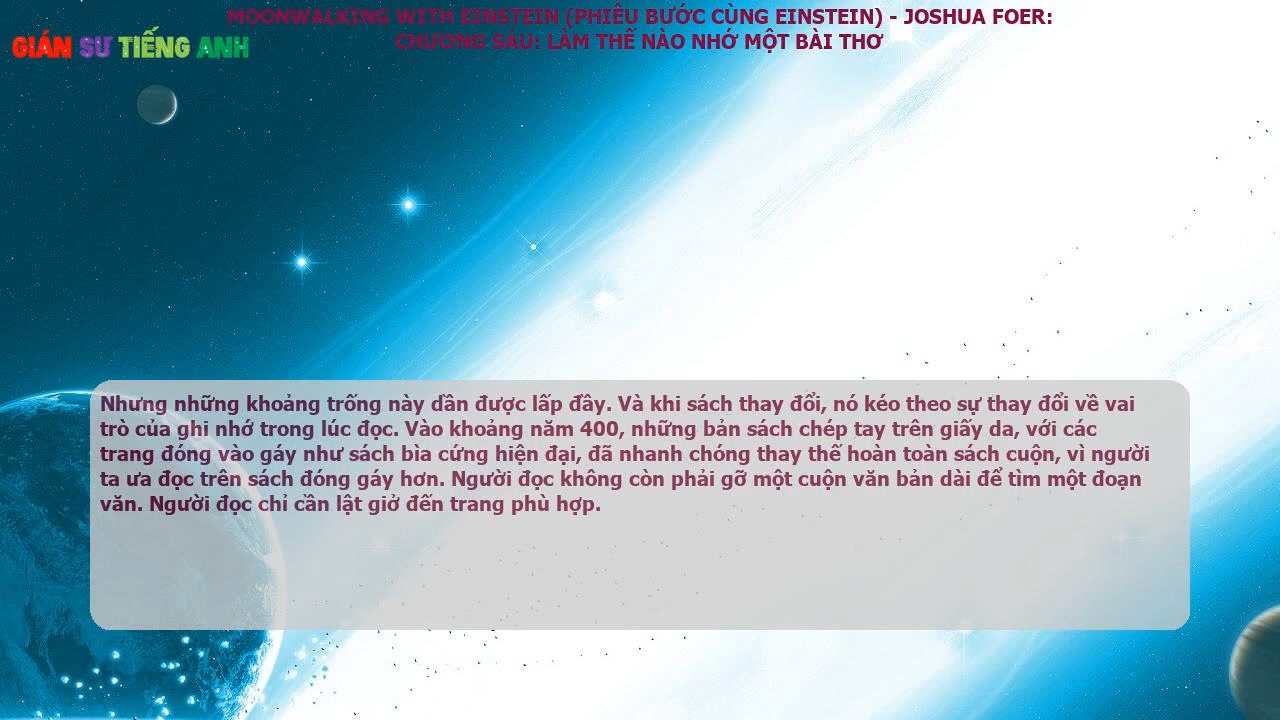 MOONWALKING WITH EINSTEIN (PHIÊU BƯỚC CÙNG EINSTEIN) - JOSHUA FOER:
CHƯƠNG SÁU: LÀM THẾ NÀO NHỚ MỘT BÀI THƠ
GIÁN SƯ TIẾNG ANH
Nhưng những khoảng trống này dần được lấp đầy. Và khi sách thay đổi, nó kéo theo sự thay đổi về vai
trò của ghi nhớ trong lúc đọc. Vào khoảng năm 400, những bản sách chép tay trên giấy da, với các
trang đóng vào gáy như sách bìa cứng hiện đại, đã nhanh chóng thay thế hoàn toàn sách cuộn, vì người
ta ưa đọc trên sách đóng gáy hơn. Người đọc không còn phải gỡ một cuộn văn bản dài để tìm một đoạn
văn. Người đọc chỉ cần lật giở đến trang phù hợp.